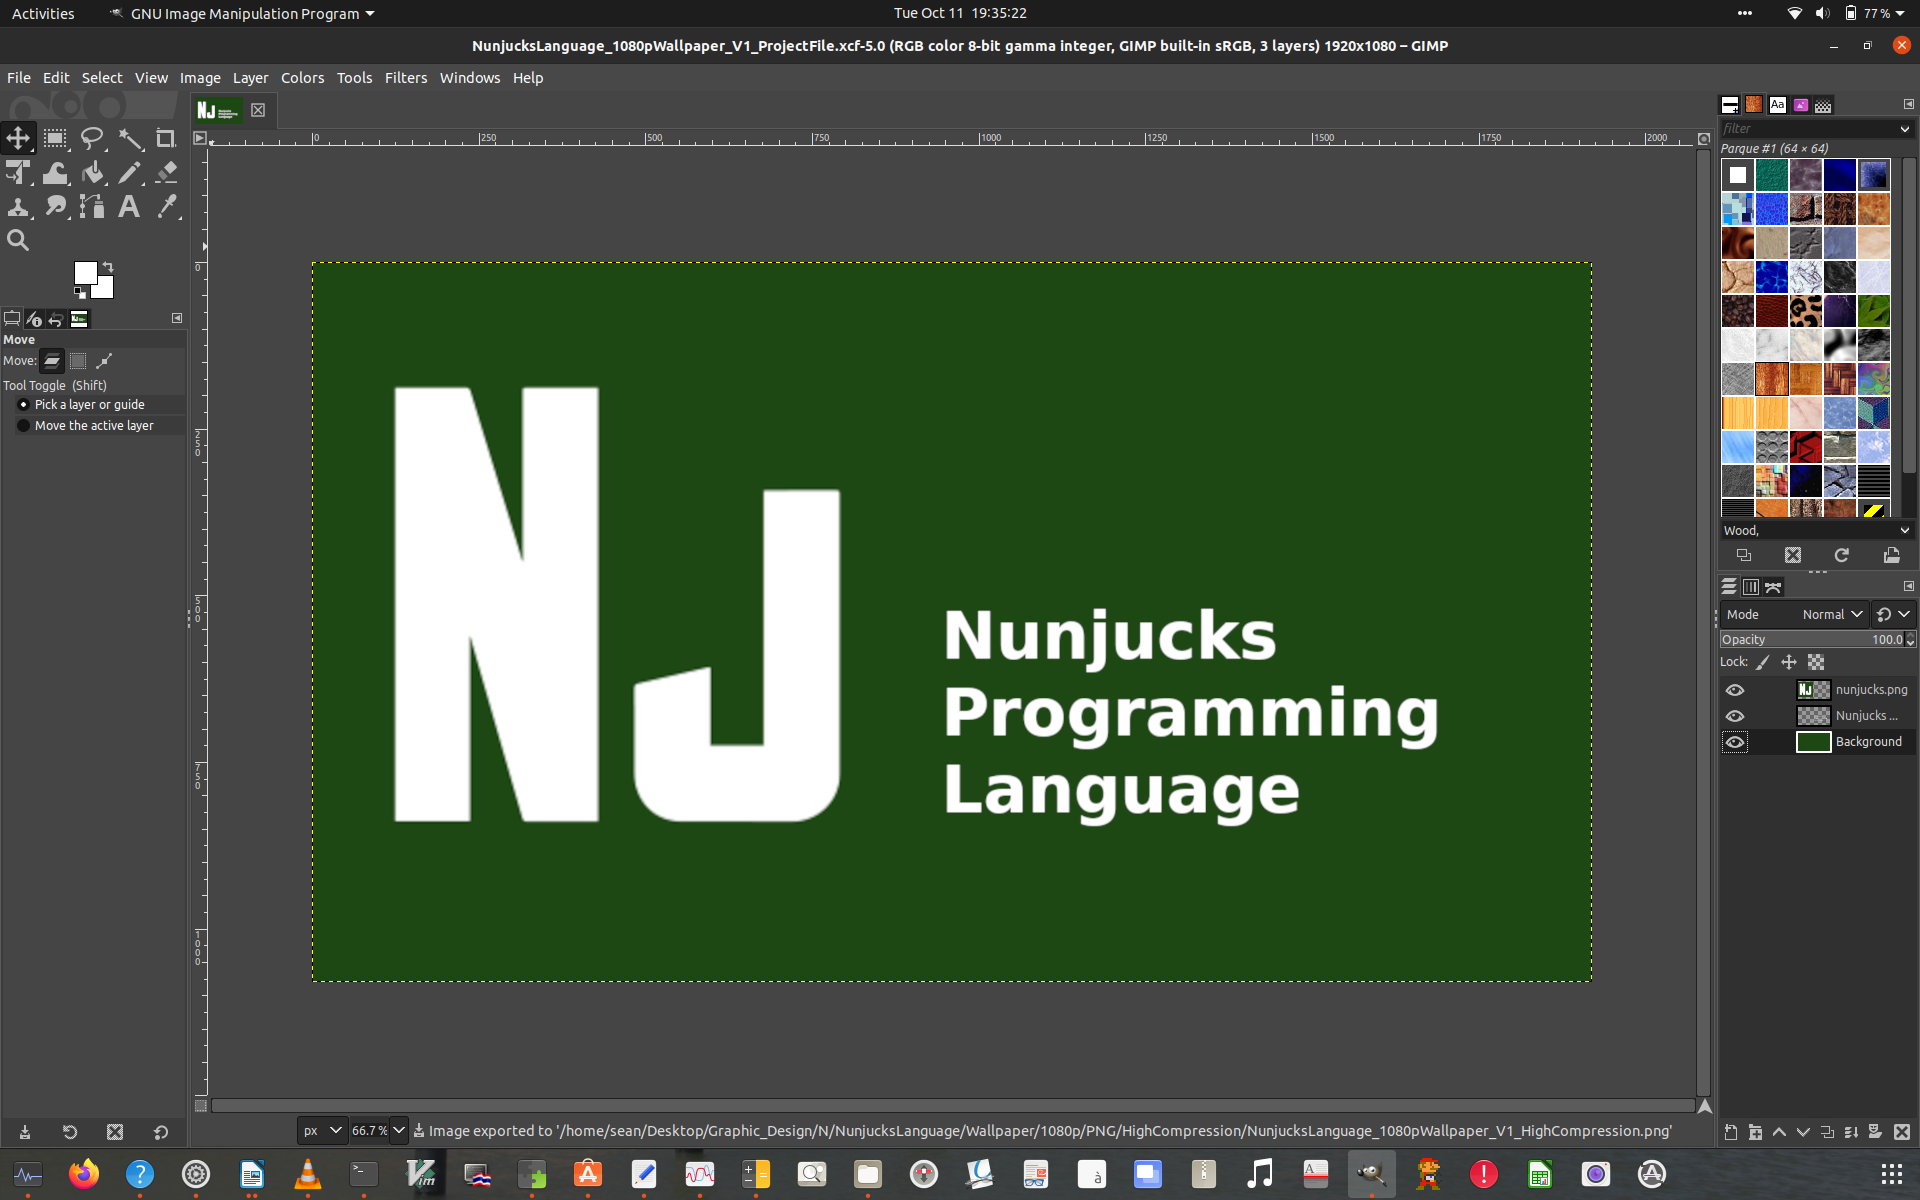 Activities
GNU Image Manipulation Program
Tue Oct 11 19:35:22
77 %
NunjucksLanguage_1080pWallpaper_V1_ProjectFile.xcf-5.0 (RGB color 8-bit gamma integer, GIMP built-in sRGB, 3 layers) 1920x1080 – GIMP
File Edit Select View Image Layer Colors Tools Filters Windows Help
0 250 500 750 1000 1250 1500 1750 2000
filter
Parque #1 (64 × 64)
Move
Move:
Tool Toggle (Shift)
Pick a layer or guide
Move the active layer
0
250
500
750
1000
NJ
Nunjucks
Programming
Language
Wood,
Mode Normal
Opacity 100.0
Lock:
nunjucks.png
Nunjucks ...
Background
px 66.7 % Image exported to '/home/sean/Desktop/Graphic_Design/N/NunjucksLanguage/Wallpaper/1080p/PNG/HighCompression/NunjucksLanguage_1080pWallpaper_V1_HighCompression.png'